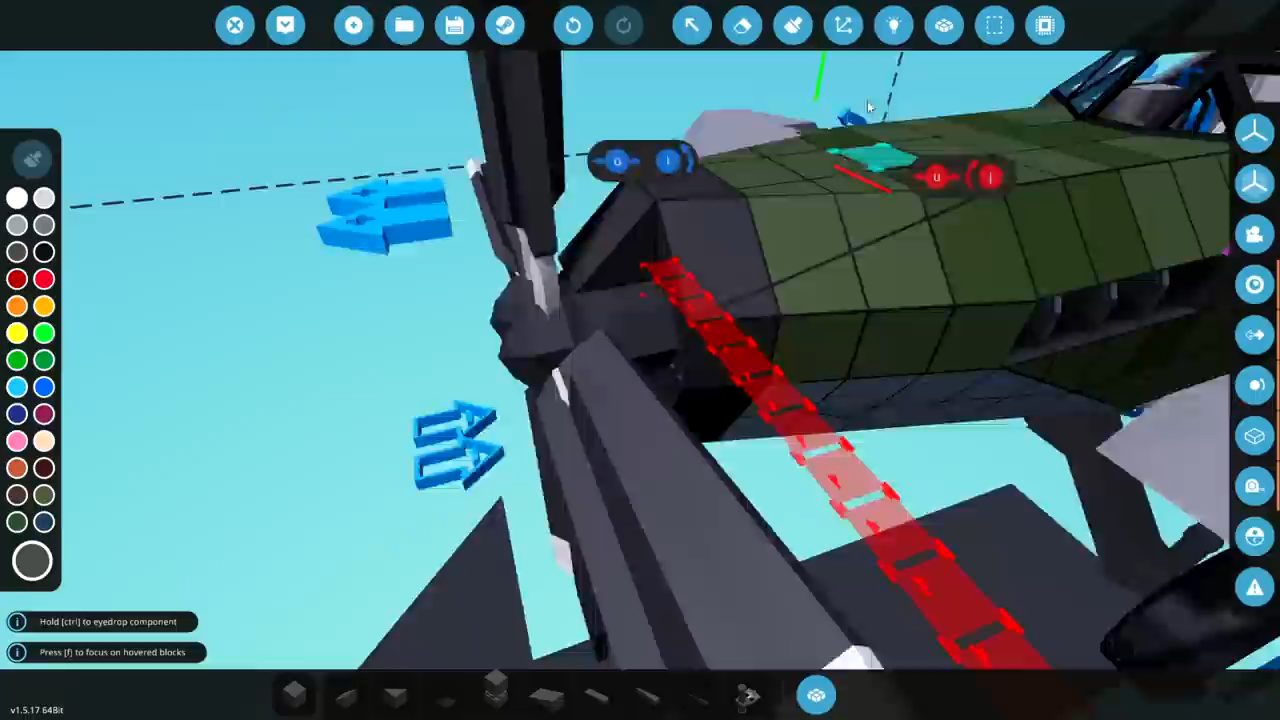 U
Hold [ctrl] to eyedrop component
Press [f] to focus on hovered blocks
v1.5.17 64Bit